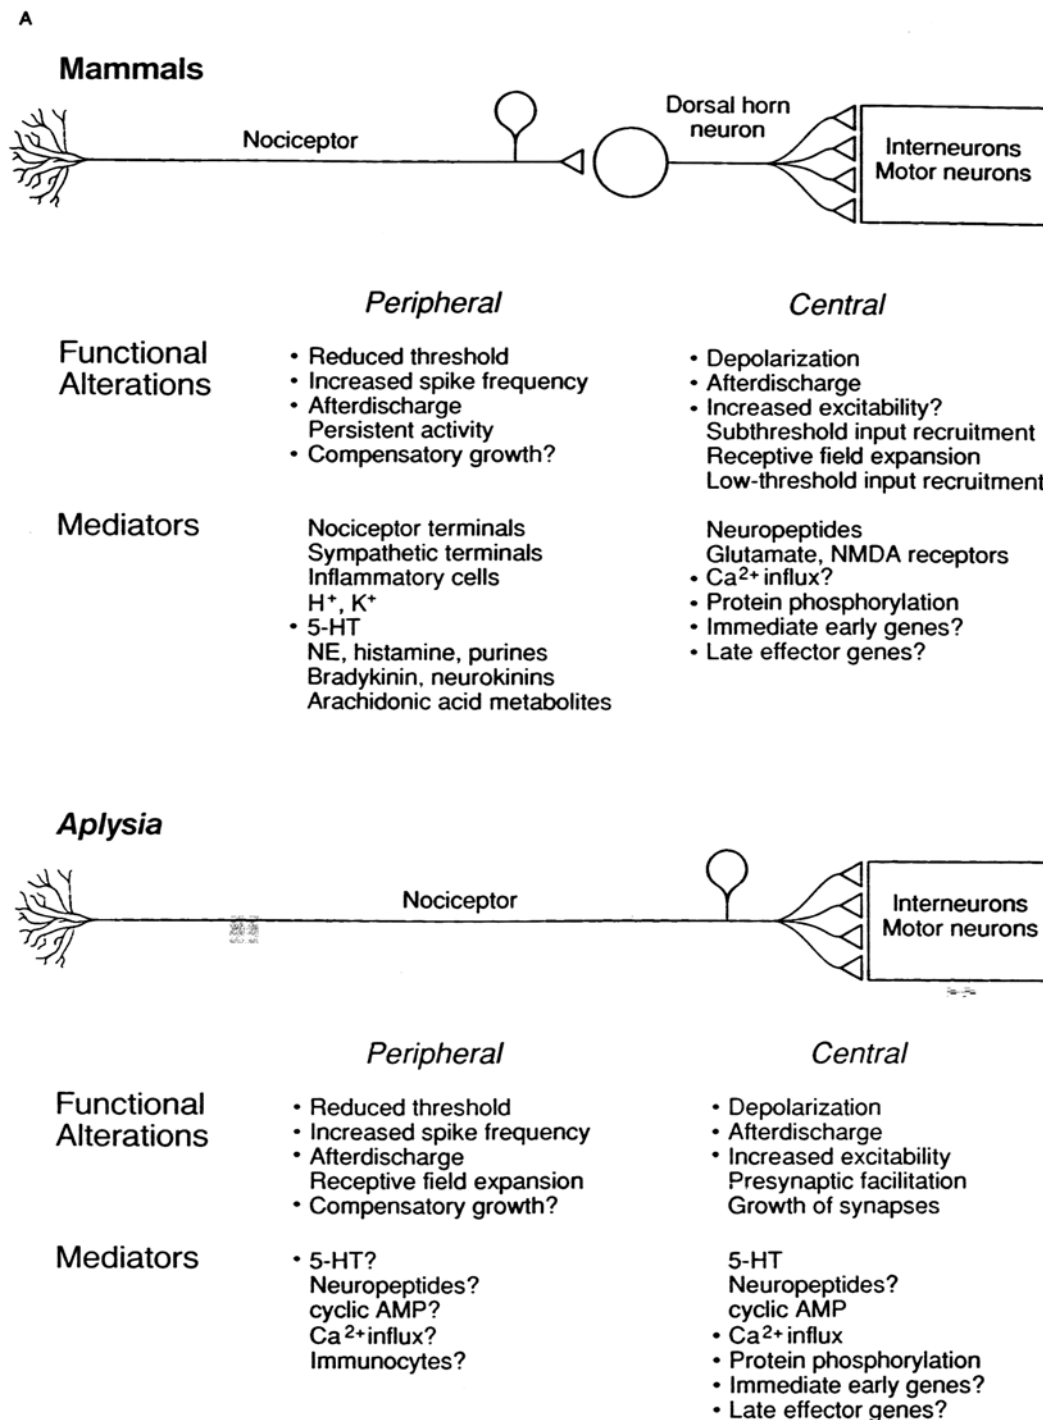 A
Mammals
Nociceptor
Dorsal horn
neuron
Interneurons
Motor neurons
Peripheral
Central
Functional
Alterations
• Reduced threshold
• Increased spike frequency
• Afterdischarge
Persistent activity
• Compensatory growth?
• Depolarization
• Afterdischarge
• Increased excitability?
Subthreshold input recruitment
Receptive field expansion
Low-threshold input recruitment
Mediators
Nociceptor terminals
Sympathetic terminals
Inflammatory cells
H⁺, K⁺
• 5-HT
NE, histamine, purines
Bradykinin, neurokinins
Arachidonic acid metabolites
Neuropeptides
Glutamate, NMDA receptors
• Ca²⁺ influx?
• Protein phosphorylation
• Immediate early genes?
• Late effector genes?
Aplysia
Nociceptor
Interneurons
Motor neurons
Peripheral
Central
Functional
Alterations
• Reduced threshold
• Increased spike frequency
• Afterdischarge
Receptive field expansion
• Compensatory growth?
• Depolarization
• Afterdischarge
• Increased excitability
Presynaptic facilitation
Growth of synapses
Mediators
• 5-HT?
Neuropeptides?
cyclic AMP?
Ca²⁺ influx?
Immunocytes?
5-HT
Neuropeptides?
cyclic AMP
• Ca²⁺ influx
• Protein phosphorylation
• Immediate early genes?
• Late effector genes?